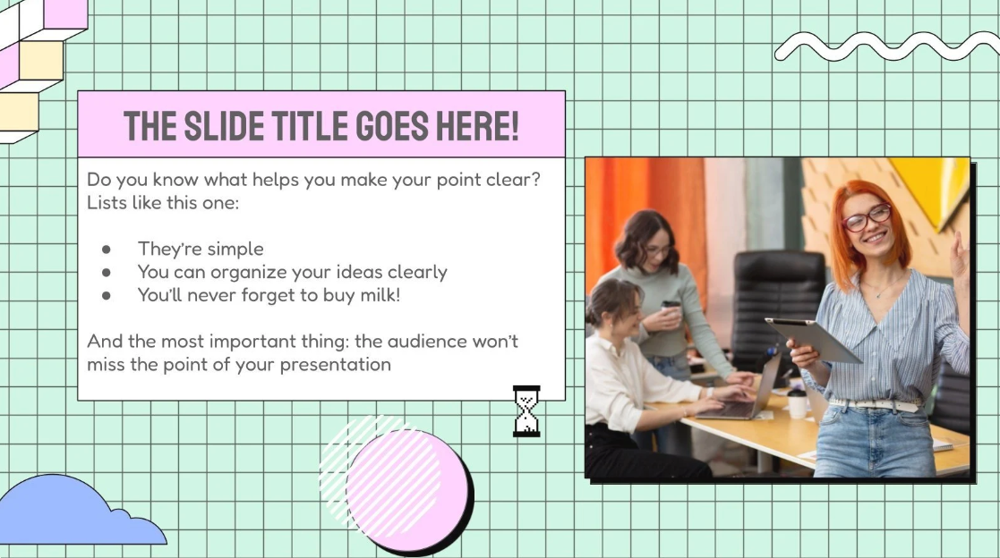 THE SLIDE TITLE GOES HERE!
Do you know what helps you make your point clear?
Lists like this one:
● They're simple
● You can organize your ideas clearly
● You'll never forget to buy milk!
And the most important thing: the audience won't
miss the point of your presentation